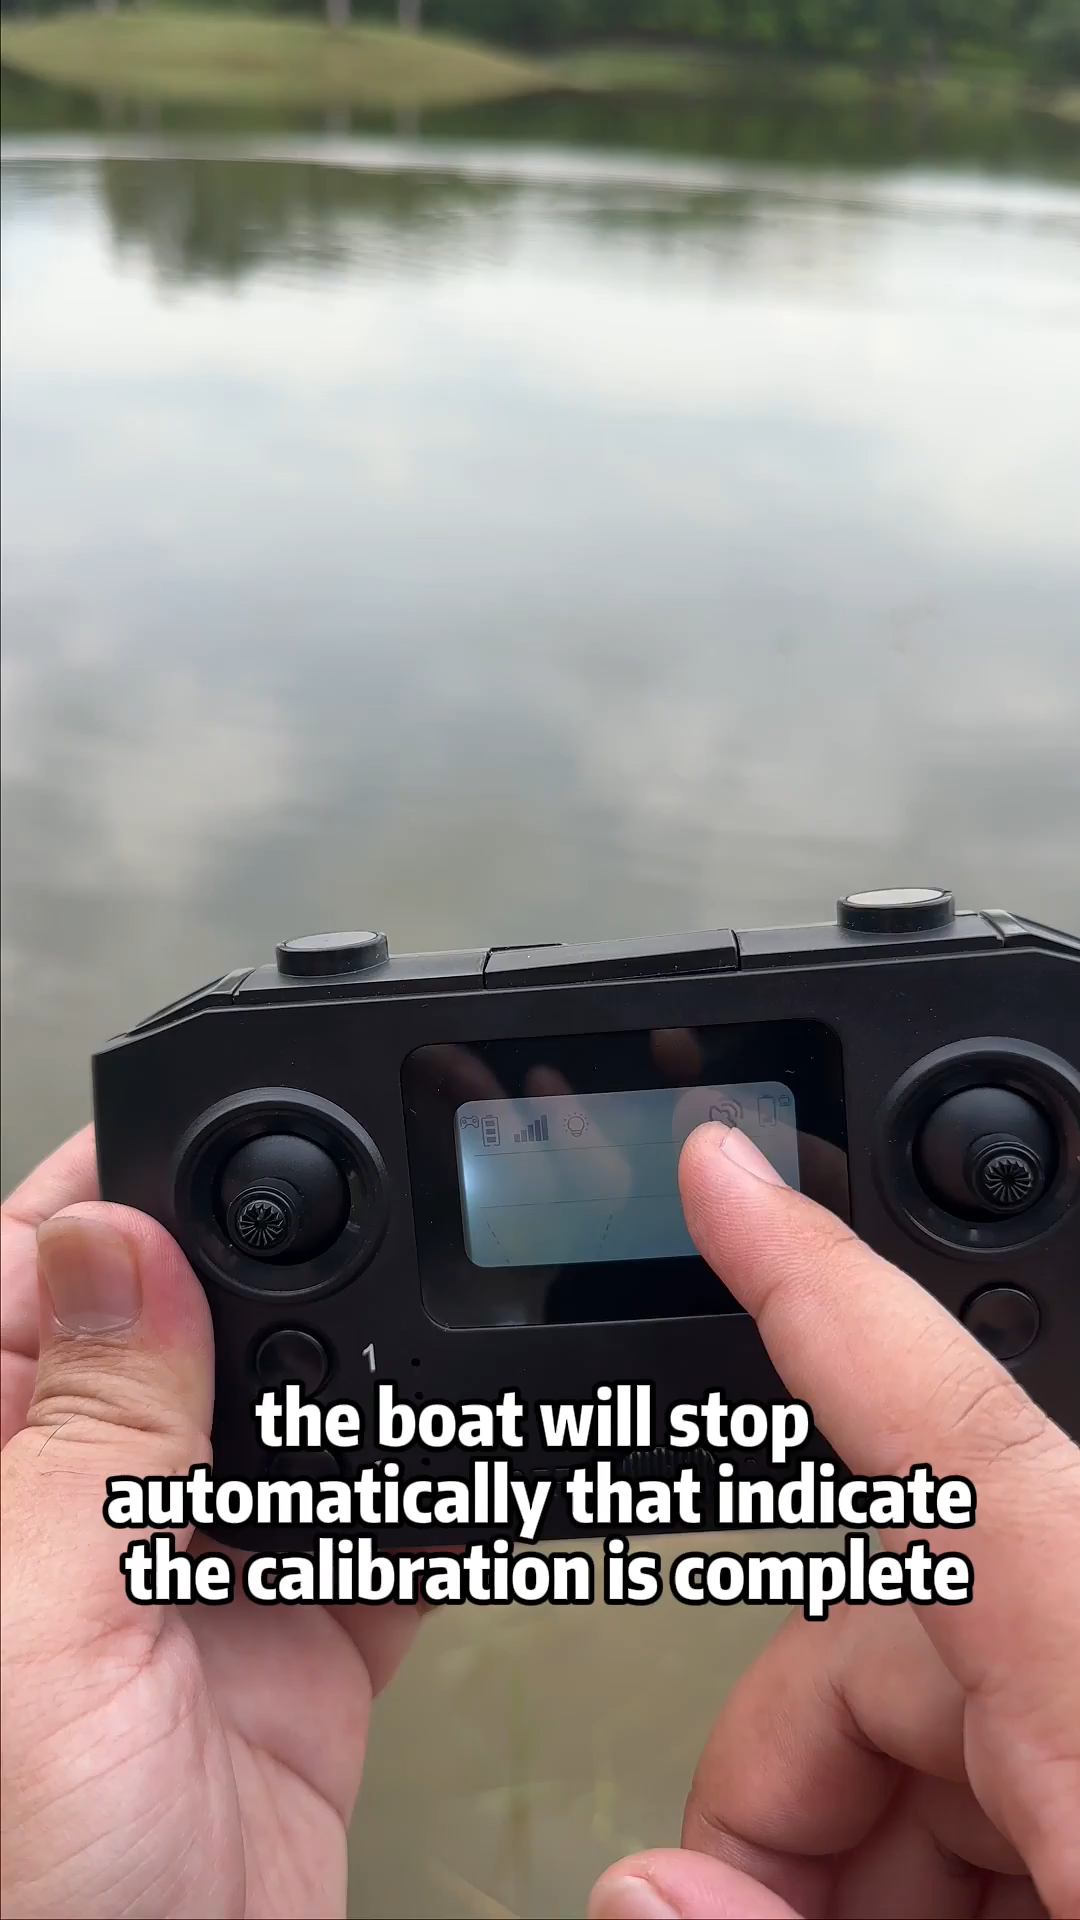 1
the boat will stop
automatically that indicate
the calibration is complete